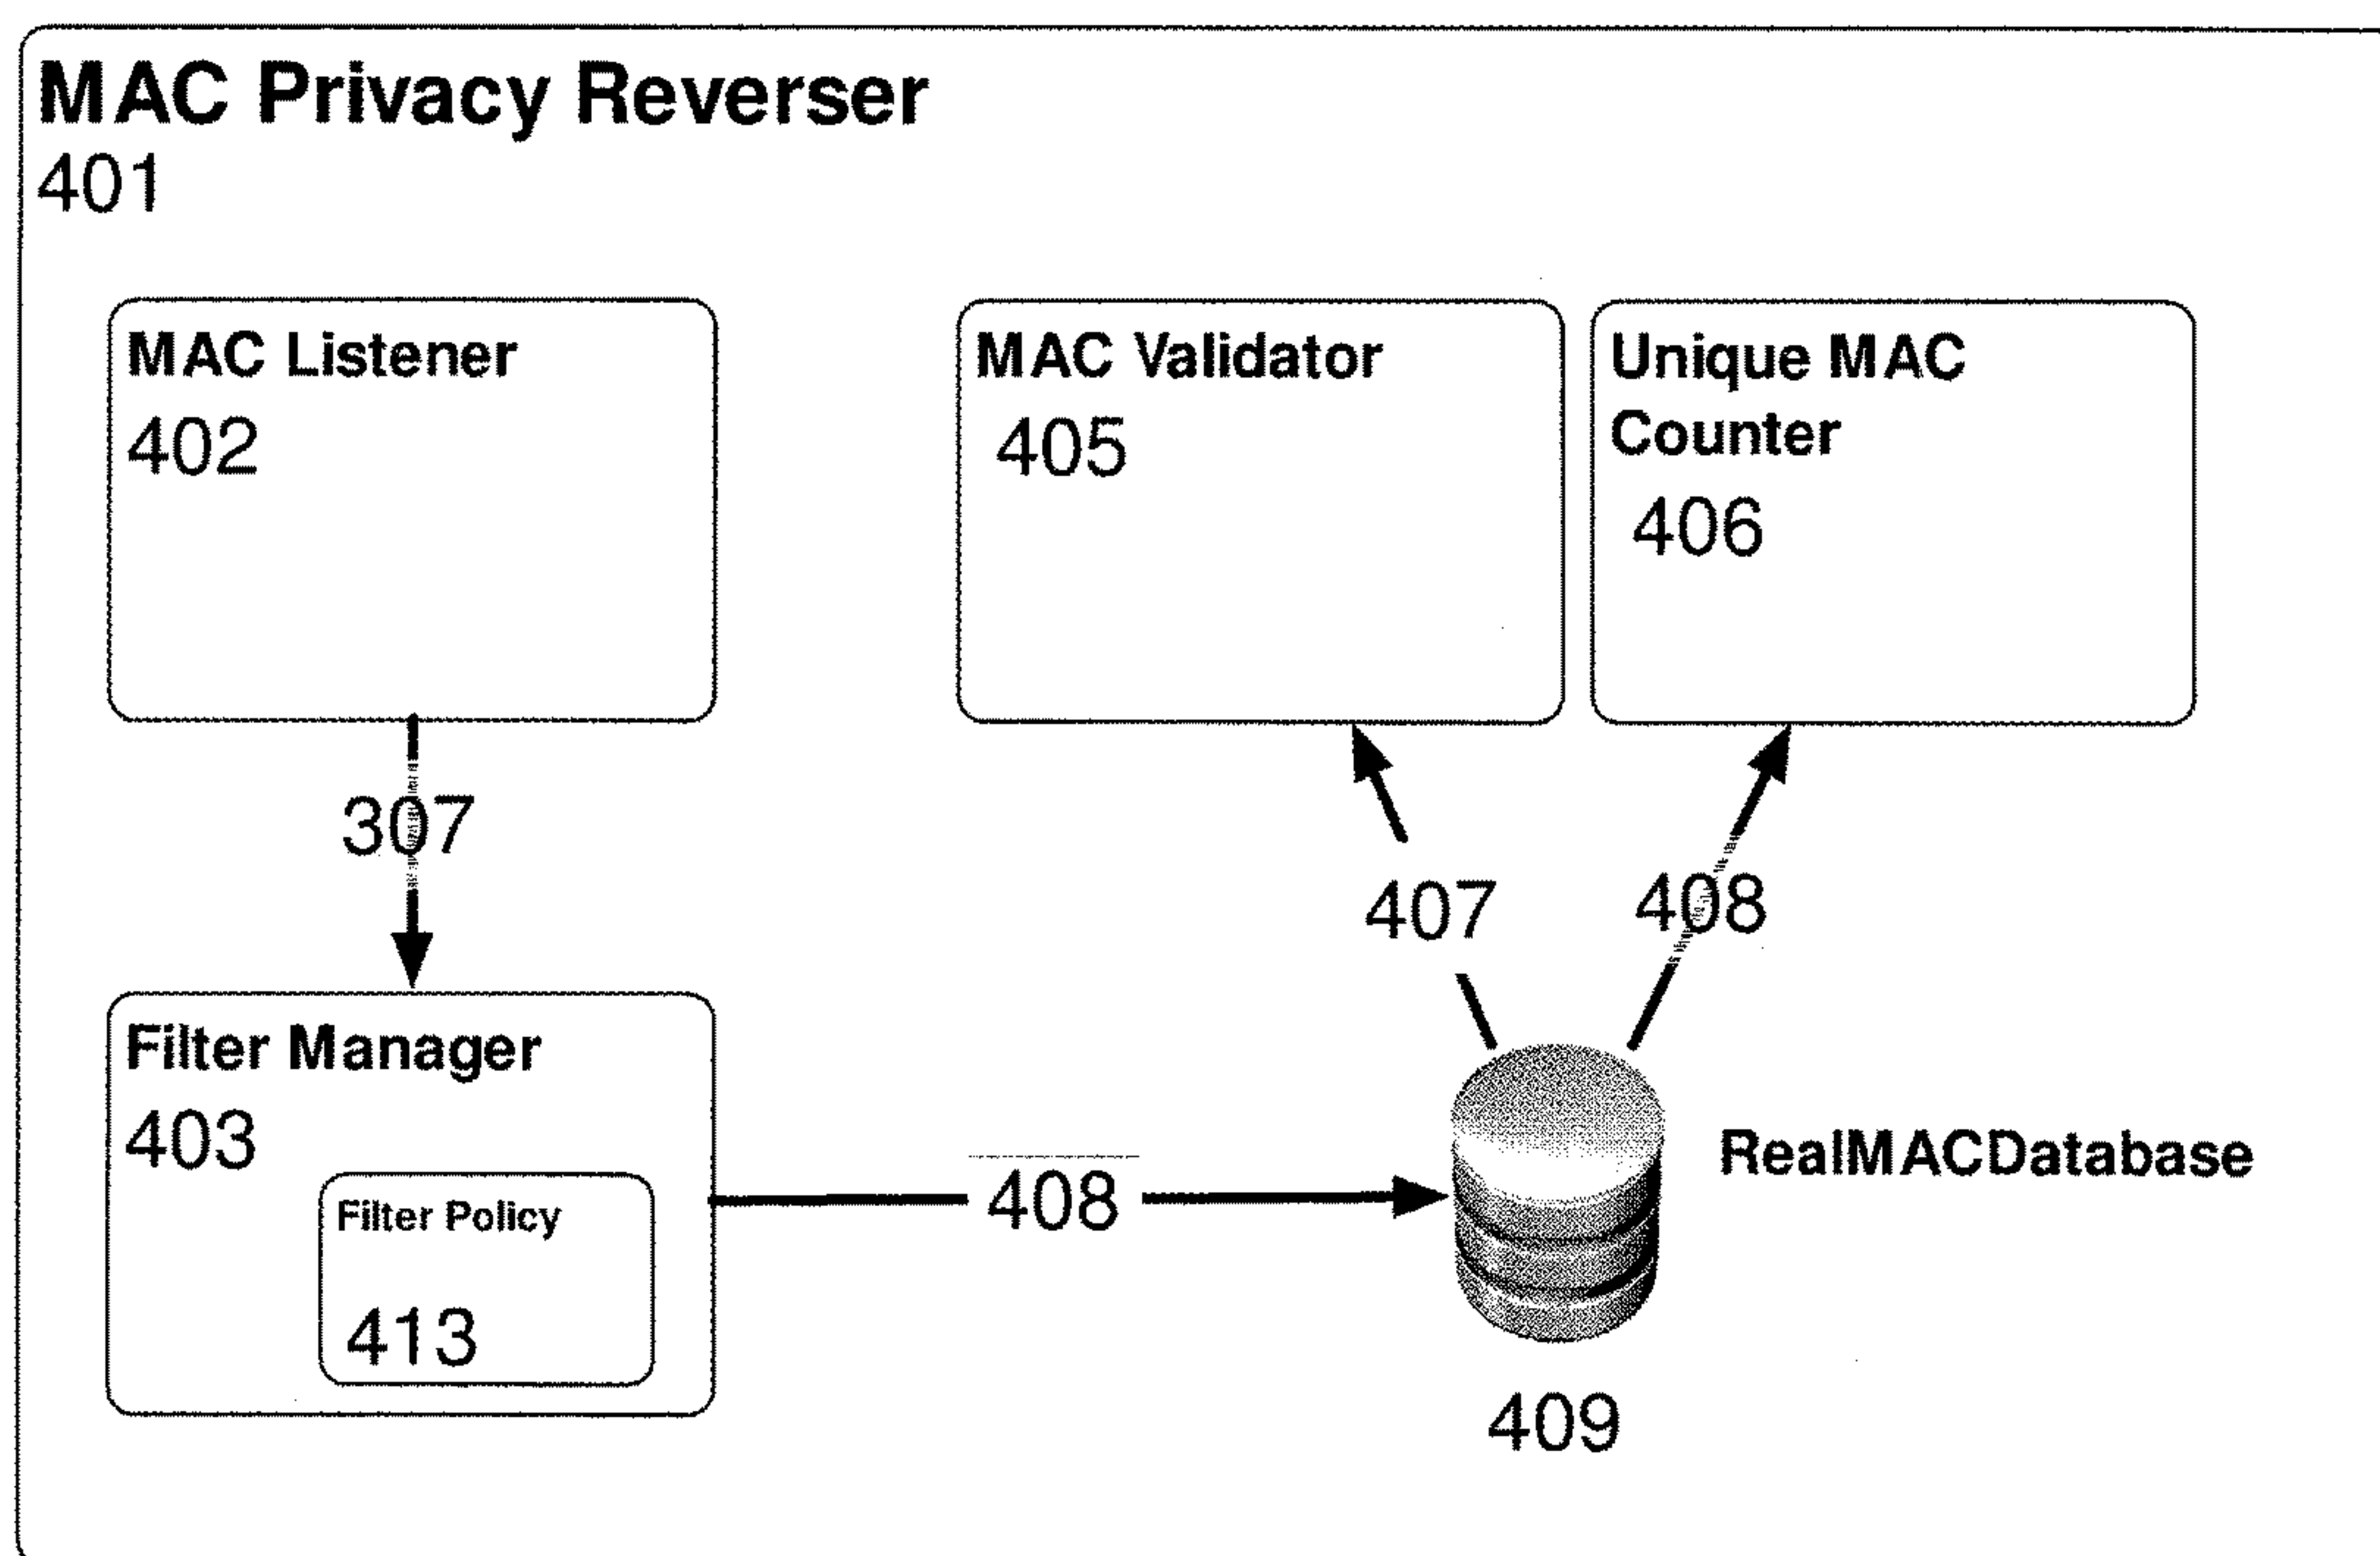 MAC Privacy Reverser
401
MAC Listener
402
MAC Validator
405
Unique MAC
Counter
406
307
407
408
Filter Manager
403
Filter Policy
413
408
RealMACDatabase
409